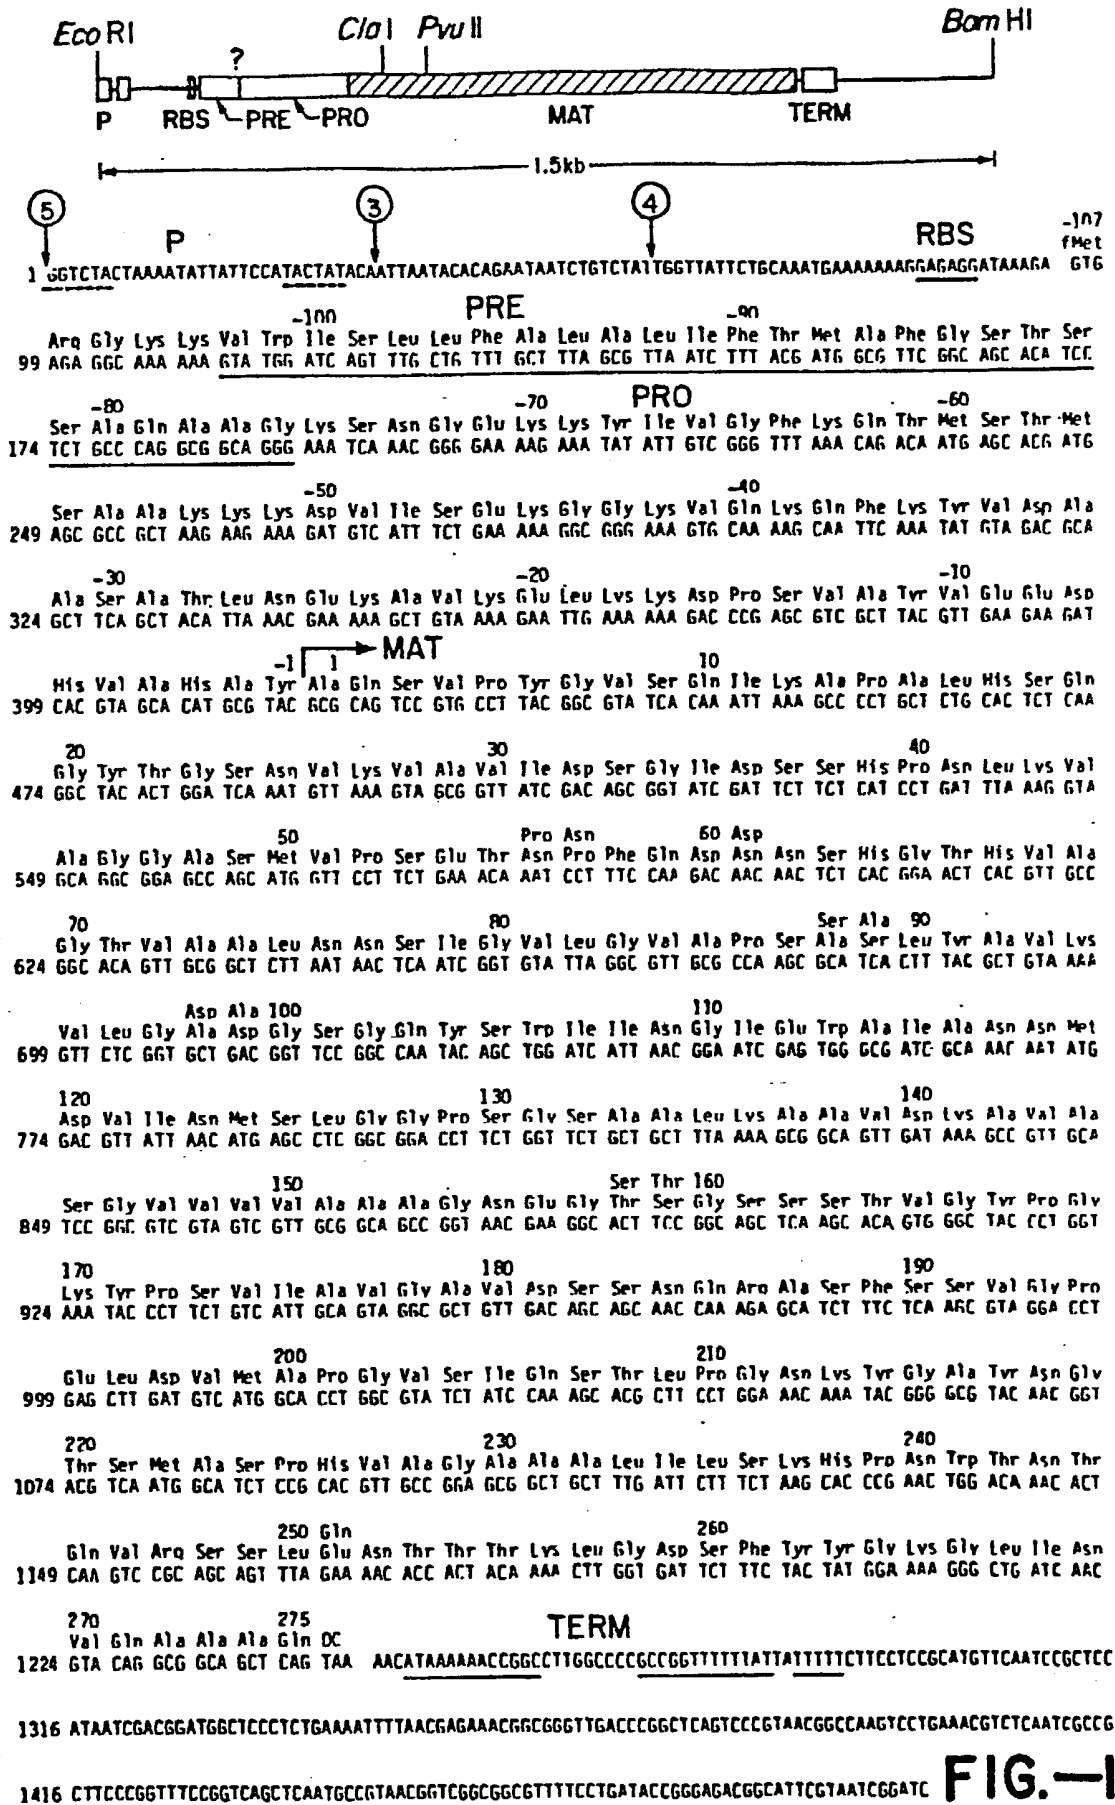 Eco RI ClaI Pvu II Bam HI
?
P RBS PRE PRO MAT TERM
1.5kb
5 3 4
P RBS -107
fMet
1 GGTCTACTAAAATATTATTCCATACTATACAATTAATACACAGAATAATCTGTCTATTGGTTATTCTGCAAATGAAAAAAAGGAGAGGATAAAGA GTG
PRE
-100 -90
Arg Gly Lys Lys Val Trp Ile Ser Leu Leu Phe Ala Leu Ala Leu Ile Phe Thr Met Ala Phe Gly Ser Thr Ser
99 AGA GGC AAA AAA GTA TGG ATC AGT TTG CTG TTT GCT TTA GCG TTA ATC TTT ACG ATG GCG TTC GGC AGC ACA TCC
PRO
-80 -70 -60
Ser Ala Gln Ala Ala Gly Lys Ser Asn Gly Glu Lys Lys Tyr Ile Val Gly Phe Lys Gln Thr Met Ser Thr Met
174 TCT GCC CAG GCG GCA GGG AAA TCA AAC GGG GAA AAG AAA TAT ATT GTC GGG TTT AAA CAG ACA ATG AGC ACG ATG
-50 -40
Ser Ala Ala Lys Lys Lys Asp Val Ile Ser Glu Lys Gly Gly Lys Val Gln Lys Gln Phe Lys Tyr Val Asp Ala
249 AGC GCC GCT AAG AAG AAA GAT GTC ATT TCT GAA AAA GGC GGG AAA GTG CAA AAG CAA TTC AAA TAT GTA GAC GCA
-30 -20 -10
Ala Ser Ala Thr Leu Asn Glu Lys Ala Val Lys Glu Leu Lys Lys Asp Pro Ser Val Ala Tyr Val Glu Glu Asp
324 GCT TCA GCT ACA TTA AAC GAA AAA GCT GTA AAA GAA TTG AAA AAA GAC CCG AGC GTC GCT TAC GTT GAA GAA GAT
-1 1 MAT
10
His Val Ala His Ala Tyr Ala Gln Ser Val Pro Tyr Gly Val Ser Gln Ile Lys Ala Pro Ala Leu His Ser Gln
399 CAC GTA GCA CAT GCG TAC GCG CAG TCC GTG CCT TAC GGC GTA TCA CAA ATT AAA GCC CCT GCT CTG CAC TCT CAA
20 30 40
Gly Tyr Thr Gly Ser Asn Val Lys Val Ala Val Ile Asp Ser Gly Ile Asp Ser Ser His Pro Asn Leu Lys Val
474 GGC TAC ACT GGA TCA AAT GTT AAA GTA GCG GTT ATC GAC AGC GGT ATC GAT TCT TCT CAT CCT GAT TTA AAG GTA
50 Pro Asn 60 Asp
Ala Gly Gly Ala Ser Met Val Pro Ser Glu Thr Asn Pro Phe Gln Asp Asn Asn Ser His Gly Thr His Val Ala
549 GCA GGC GGA GCC AGC ATG GTT CCT TCT GAA ACA AAT CCT TTC CAA GAC AAC AAC TCT CAC GGA ACT CAC GTT GCC
70 80 Ser Ala 90
Gly Thr Val Ala Ala Leu Asn Asn Ser Ile Gly Val Leu Gly Val Ala Pro Ser Ala Ser Leu Tyr Ala Val Lys
624 GGC ACA GTT GCG GCT CTT AAT AAC TCA ATC GGT GTA TTA GGC GTT GCG CCA AGC GCA TCA CTT TAC GCT GTA AAA
Asp Ala 100 110
Val Leu Gly Ala Asp Gly Ser Gly Gln Tyr Ser Trp Ile Ile Asn Gly Ile Glu Trp Ala Ile Ala Asn Asn Met
699 GTT CTC GGT GCT GAC GGT TCC GGC CAA TAC AGC TGG ATC ATT AAC GGA ATC GAG TGG GCG ATC GCA AAC AAT ATG
120 130 140
Asp Val Ile Asn Met Ser Leu Gly Gly Pro Ser Gly Ser Ala Ala Leu Lys Ala Ala Val Asp Lys Ala Val Ala
774 GAC GTT ATT AAC ATG AGC CTC GGC GGA CCT TCT GGT TCT GCT GCT TTA AAA GCG GCA GTT GAT AAA GCC GTT GCA
150 Ser Thr 160
Ser Gly Val Val Val Val Ala Ala Ala Gly Asn Glu Gly Thr Ser Gly Ser Ser Ser Thr Val Gly Tyr Pro Gly
849 TCC GGC GTC GTA GTC GTT GCG GCA GCC GGT AAC GAA GGC ACT TCC GGC AGC TCA AGC ACA GTG GGC TAC CCT GGT
170 180 190
Lys Tyr Pro Ser Val Ile Ala Val Gly Ala Val Asp Ser Ser Asn Gln Arg Ala Ser Phe Ser Ser Val Gly Pro
924 AAA TAC CCT TCT GTC ATT GCA GTA GGC GCT GTT GAC AGC AGC AAC CAA AGA GCA TCT TTC TCA AGC GTA GGA CCT
200 210
Glu Leu Asp Val Met Ala Pro Gly Val Ser Ile Gln Ser Thr Leu Pro Gly Asn Lys Tyr Gly Ala Tyr Asn Gly
999 GAG CTT GAT GTC ATG GCA CCT GGC GTA TCT ATC CAA AGC ACG CTT CCT GGA AAC AAA TAC GGG GCG TAC AAC GGT
220 230 240
Thr Ser Met Ala Ser Pro His Val Ala Gly Ala Ala Ala Leu Ile Leu Ser Lys His Pro Asn Trp Thr Asn Thr
1074 ACG TCA ATG GCA TCT CCG CAC GTT GCC GGA GCG GCT GCT TTG ATT CTT TCT AAG CAC CCG AAC TGG ACA AAC ACT
250 Gln 260
Gln Val Arg Ser Ser Leu Glu Asn Thr Thr Thr Lys Leu Gly Asp Ser Phe Tyr Tyr Gly Lys Gly Leu Ile Asn
1149 CAA GTC CGC AGC AGT TTA GAA AAC ACC ACT ACA AAA CTT GGT GAT TCT TTC TAC TAT GGA AAA GGG CTG ATC AAC
270 275 TERM
Val Gln Ala Ala Ala Gln OC
1224 GTA CAG GCG GCA GCT CAG TAA AACATAAAAAACCGGCCTTGGCCCCGCCGGTTTTTTATTATTTTTCTTCCTCCGCATGTTCAATCCGCTCC
1316 ATAATCGACGGATGGCTCCCTCTGAAAATTTTAACGAGAAACGGCGGGTTGACCCGGCTCAGTCCCGTAACGGCCAAGTCCTGAAACGTCTCAATCGCCG
1416 CTTCCCGGTTTCCGGTCAGCTCAATGCCGTAACGGTCGGCGGCGTTTTCCTGATACCGGGAGACGGCATTCGTAATCGGATC
FIG.—1